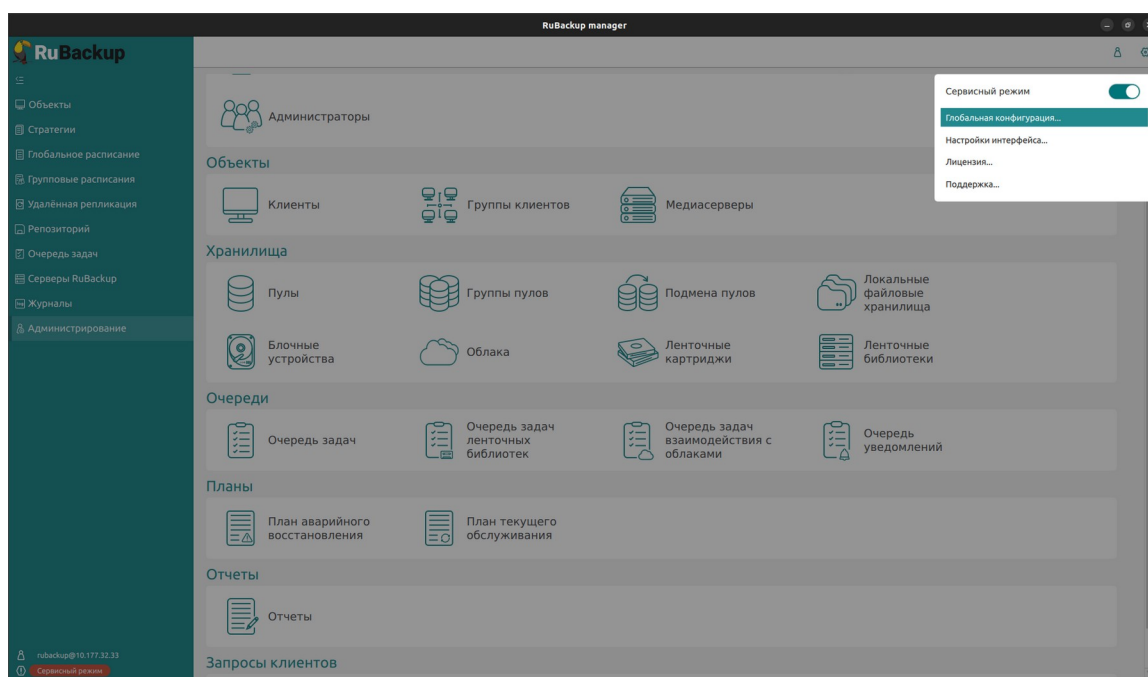 RuBackup manager
RuBackup
Объекты
Стратегии
Глобальное расписание
Групповые расписания
Удалённая репликация
Репозиторий
Очередь задач
Серверы RuBackup
Журналы
Администрирование
rubackup@10.177.32.33
Сервисный режим
Администраторы
Объекты
Клиенты
Группы клиентов
Медиасерверы
Хранилища
Пулы
Группы пулов
Подмена пулов
Локальные
файловые
хранилища
Блочные
устройства
Облака
Ленточные
картриджи
Ленточные
библиотеки
Очереди
Очередь задач
Очередь задач
ленточных
библиотек
Очередь задач
взаимодействия с
облаками
Очередь
уведомлений
Планы
План аварийного
восстановления
План текущего
обслуживания
Отчеты
Отчеты
Запросы клиентов
Сервисный режим
Глобальная конфигурация...
Настройки интерфейса...
Лицензия...
Поддержка...